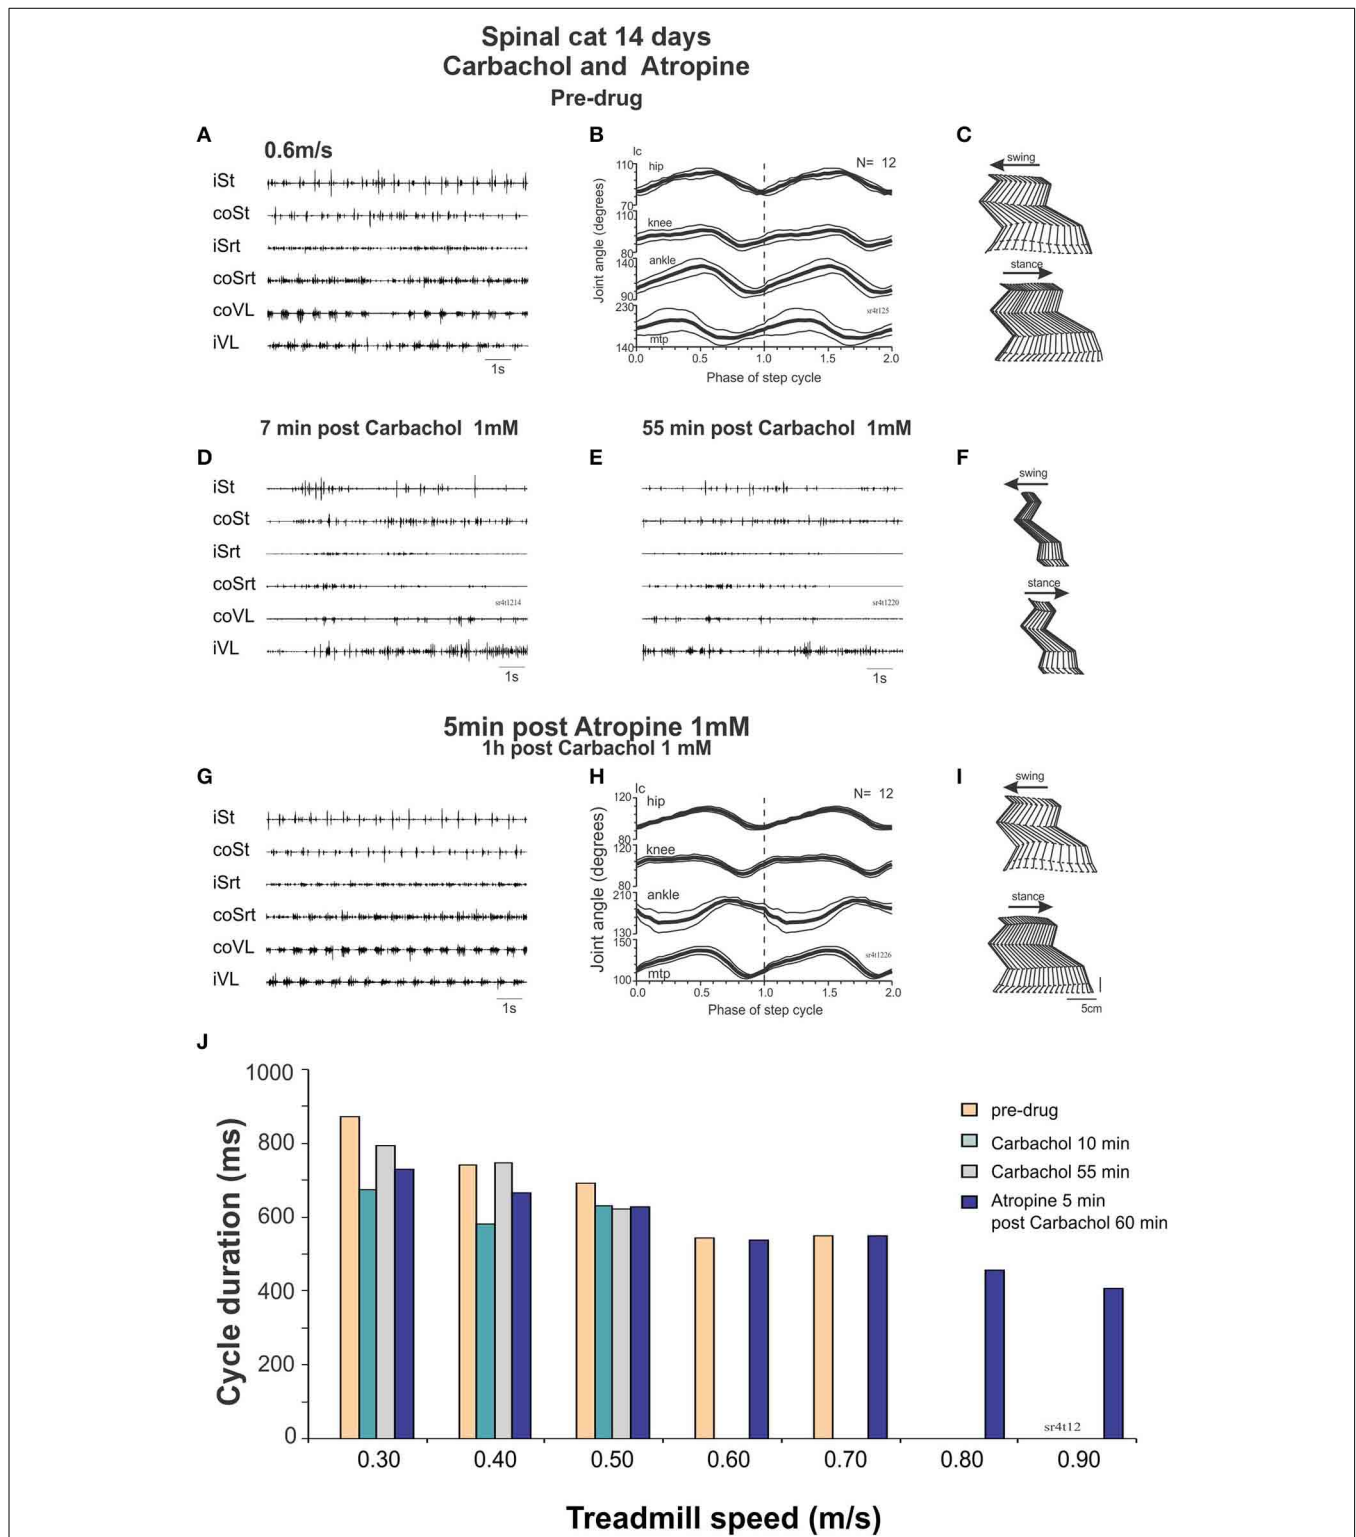 Spinal cat 14 days
Carbachol and Atropine
Pre-drug
A
0.6m/s
iSt
coSt
iSrt
coSrt
coVL
iVL
1s
B
Ic
N= 12
110
hip
70
110
knee
80
140
ankle
90
230
sr4t125
mtp
140
Joint angle (degrees)
0.0
0.5
1.0
1.5
2.0
Phase of step cycle
C
swing
stance
7 min post Carbachol 1mM
55 min post Carbachol 1mM
D
iSt
coSt
iSrt
coSrt
sr4t1214
coVL
iVL
1s
E
sr4t1220
1s
F
swing
stance
5min post Atropine 1mM
1h post Carbachol 1 mM
G
iSt
coSt
iSrt
coSrt
coVL
iVL
1s
H
Ic
N= 12
120
hip
80
120
knee
80
210
ankle
130
150
sr4t1226
mtp
100
Joint angle (degrees)
0.0
0.5
1.0
1.5
2.0
Phase of step cycle
I
swing
stance
5cm
J
1000
800
600
400
200
0
Cycle duration (ms)
pre-drug
Carbachol 10 min
Carbachol 55 min
Atropine 5 min
post Carbachol 60 min
sr4t12
0.30
0.40
0.50
0.60
0.70
0.80
0.90
Treadmill speed (m/s)